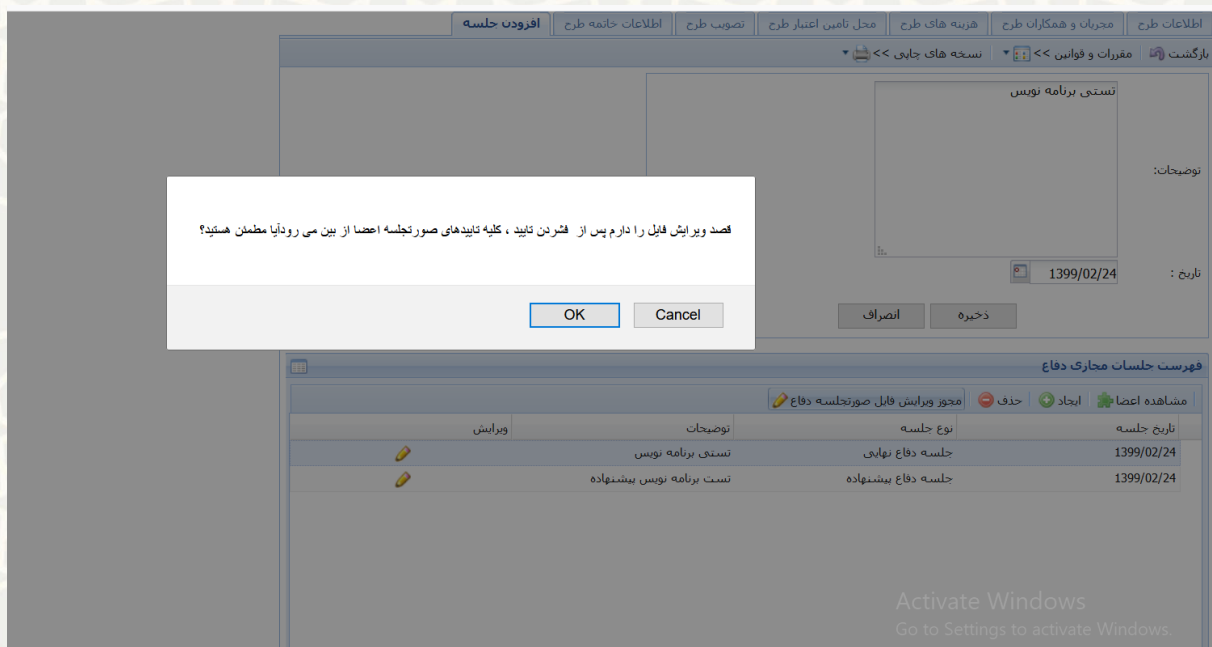 اطلاعات طرح مجریان و همکاران طرح هزینه های طرح محل تامین اعتبار طرح تصویب طرح اطلاعات خاتمه طرح افزودن جلسه
بازگشت مقررات و قوانین >> نسخه های چاپی >>
تستی برنامه نویس
توضیحات:
قصد ویرایش فایل را دارم پس از فشردن تایید ، کلیه تاییدهای صورتجلسه اعضا از بین می رودآیا مطمئن هستید؟
تاریخ : 1399/02/24
OK Cancel
ذخیره انصراف
فهرست جلسات مجازی دفاع
مشاهده اعضا ایجاد حذف مجوز ویرایش فایل صورتجلسه دفاع
تاریخ جلسه نوع جلسه توضیحات ویرایش
1399/02/24 جلسه دفاع نهایی تستی برنامه نویس
1399/02/24 جلسه دفاع پیشنهاده تست برنامه نویس پیشنهاده
Activate Windows
Go to Settings to activate Windows.